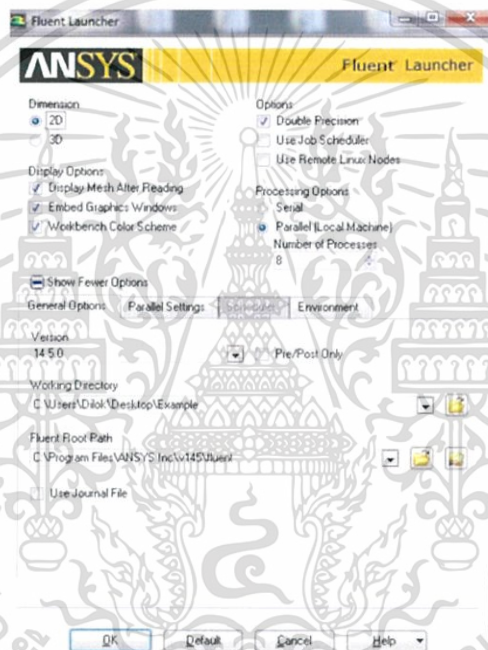 Fluent Launcher
ANSYS Fluent Launcher
Dimension
2D
3D
Options
Double Precision
Use Job Scheduler
Use Remote Linux Nodes
Display Options
Display Mesh After Reading
Embed Graphics Windows
Workbench Color Scheme
Processing Options
Serial
Parallel (Local Machine)
Number of Processes
8
Show Fewer Options
General Options Parallel Settings Scheduler Environment
Version
14.5.0
Pre/Post Only
Working Directory
C:\Users\Dilok\Desktop\Example
Fluent Root Path
C:\Program Files\ANSYS Inc\v145\fluent
Use Journal File
OK Default Cancel Help